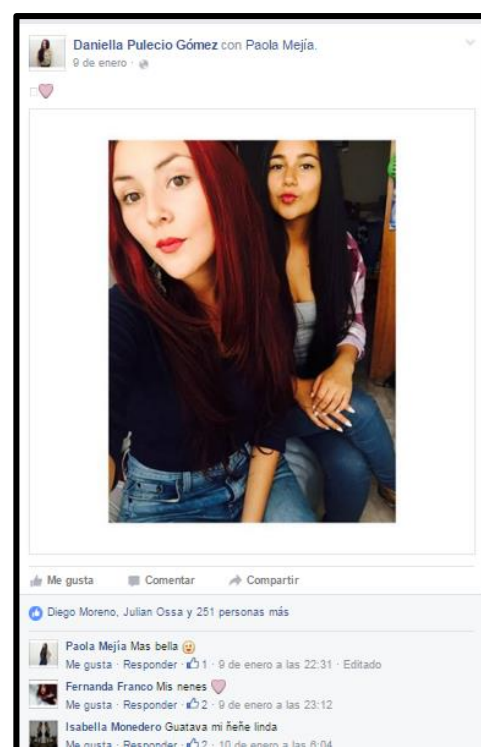 Daniella Pulecio Gómez con Paola Mejía.
9 de enero ·
Me gusta Comentar Compartir
Diego Moreno, Julian Ossa y 251 personas más
Paola Mejía Mas bella 😜
Me gusta · Responder · 1 · 9 de enero a las 22:31 · Editado
Fernanda Franco Mis nenes 💗
Me gusta · Responder · 2 · 9 de enero a las 23:12
Isabella Monedero Guatava mi ñeñe linda
Me gusta · Responder · 2 · 10 de enero a las 6:04